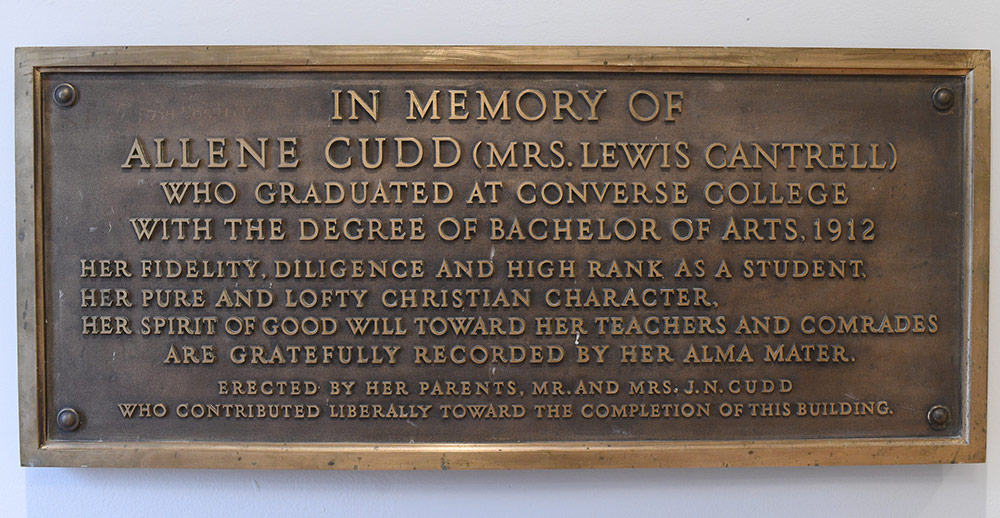 IN MEMORY OF
ALLENE CUDD (MRS. LEWIS CANTRELL)
WHO GRADUATED AT CONVERSE COLLEGE
WITH THE DEGREE OF BACHELOR OF ARTS, 1912
HER FIDELITY, DILIGENCE AND HIGH RANK AS A STUDENT,
HER PURE AND LOFTY CHRISTIAN CHARACTER,
HER SPIRIT OF GOOD WILL TOWARD HER TEACHERS AND COMRADES
ARE GRATEFULLY RECORDED BY HER ALMA MATER.
ERECTED BY HER PARENTS, MR. AND MRS. J.N. CUDD
WHO CONTRIBUTED LIBERALLY TOWARD THE COMPLETION OF THIS BUILDING.